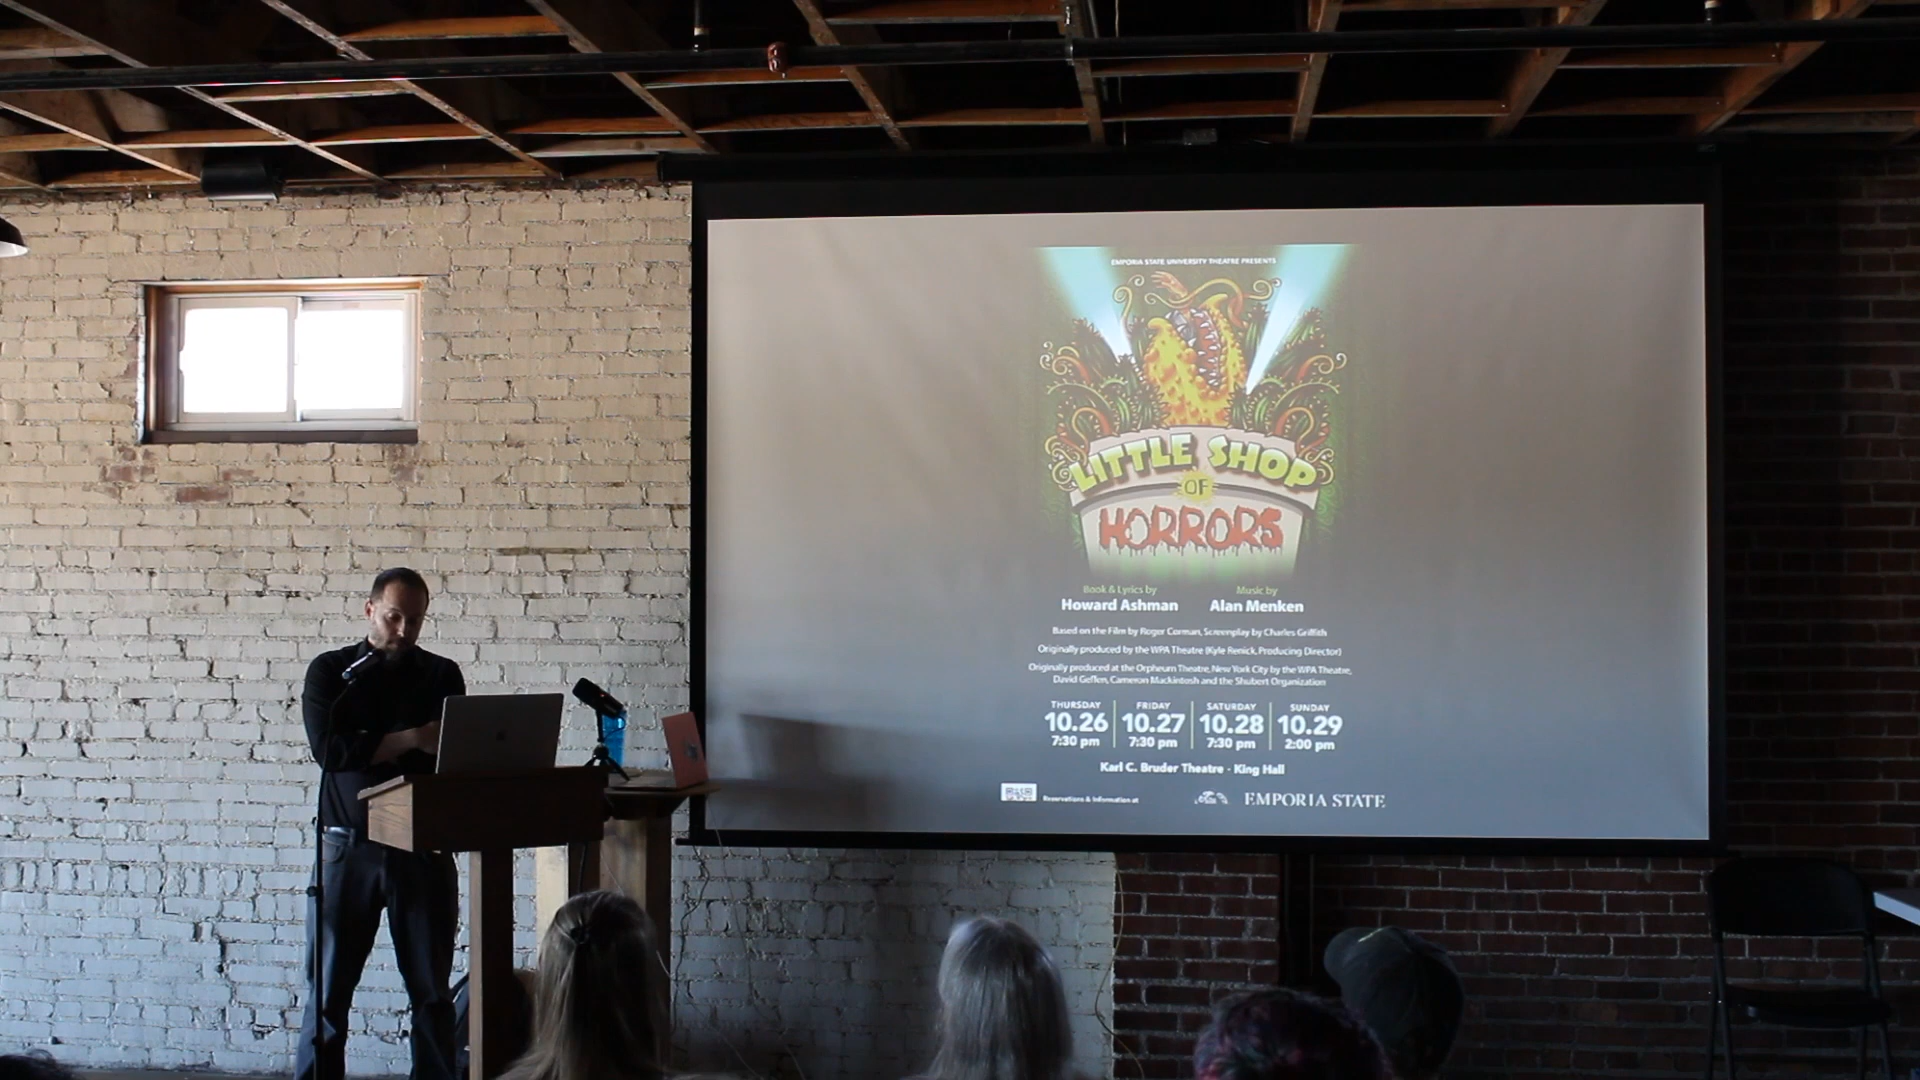 EMPORIA STATE UNIVERSITY THEATRE PRESENTS
LITTLE SHOP
OF
HORRORS
Book & Lyrics by
Howard Ashman
Music by
Alan Menken
Based on the Film by Roger Corman, Screenplay by Charles Griffith
Originally produced by the WPA Theatre (Kyle Renick, Producing Director)
Originally produced at the Orpheum Theatre, New York City by the WPA Theatre,
David Geffen, Cameron Mackintosh and the Shubert Organization
THURSDAY
10.26
7:30 pm
FRIDAY
10.27
7:30 pm
SATURDAY
10.28
7:30 pm
SUNDAY
10.29
2:00 pm
Karl C. Bruder Theatre - King Hall
Reservations & Information at
EMPORIA STATE